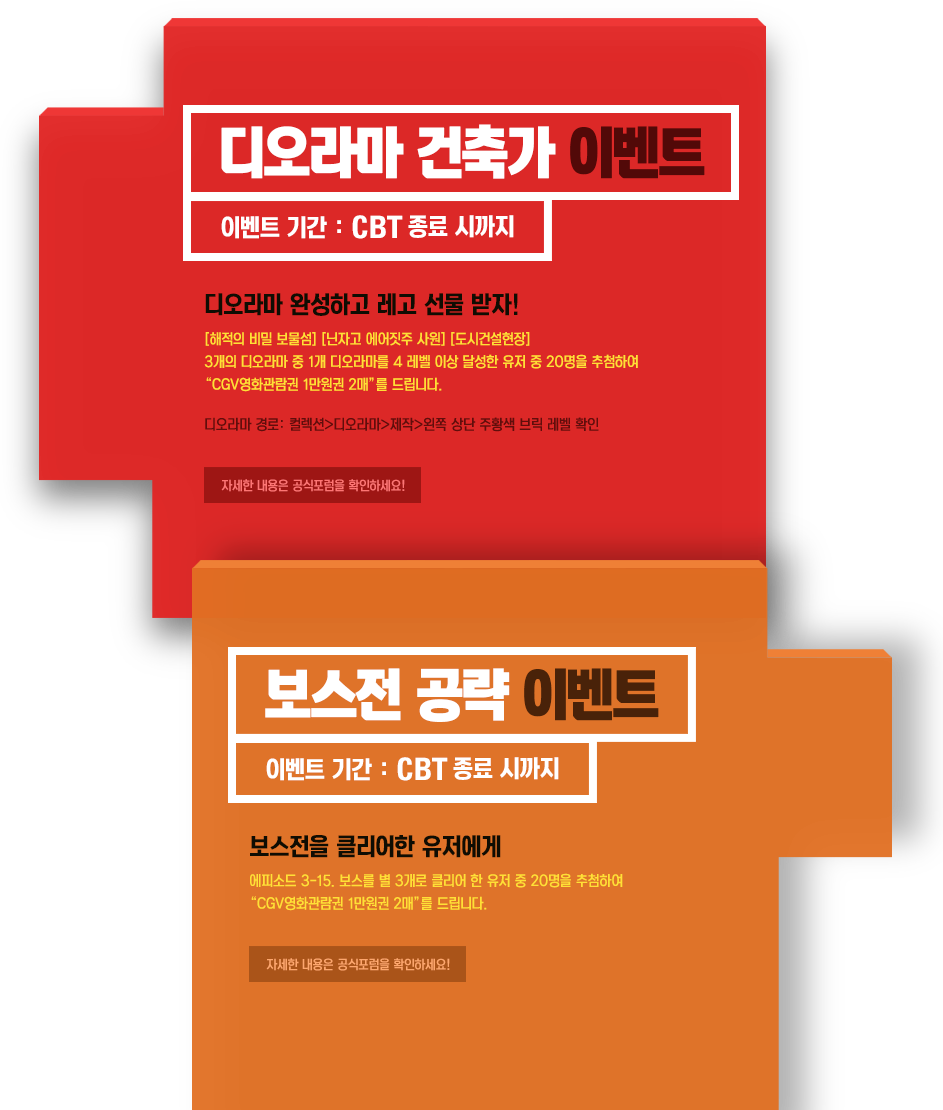 디오라마 건축가 이벤트
이벤트 기간 : CBT 종료 시까지
디오라마 완성하고 레고 선물 받자!
[해적의 비밀 보물섬] [닌자고 에어짓주 사원] [도시건설현장]
3개의 디오라마 중 1개 디오라마를 4 레벨 이상 달성한 유저 중 20명을 추첨하여
“CGV영화관람권 1만원권 2매”를 드립니다.
디오라마 경로: 컬렉션>디오라마>제작>왼쪽 상단 주황색 브릭 레벨 확인
자세한 내용은 공식포럼을 확인하세요!
보스전 공략 이벤트
이벤트 기간 : CBT 종료 시까지
보스전을 클리어한 유저에게
에피소드 3-15. 보스를 별 3개로 클리어 한 유저 중 20명을 추첨하여
“CGV영화관람권 1만원권 2매”를 드립니다.
자세한 내용은 공식포럼을 확인하세요!